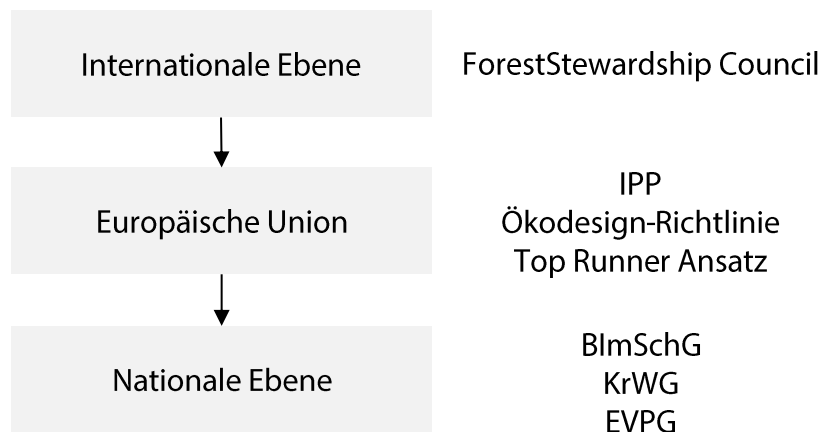 Internationale Ebene
ForestStewardship Council
Europäische Union
IPP
Ökodesign-Richtlinie
Top Runner Ansatz
Nationale Ebene
BImSchG
KrWG
EVPG